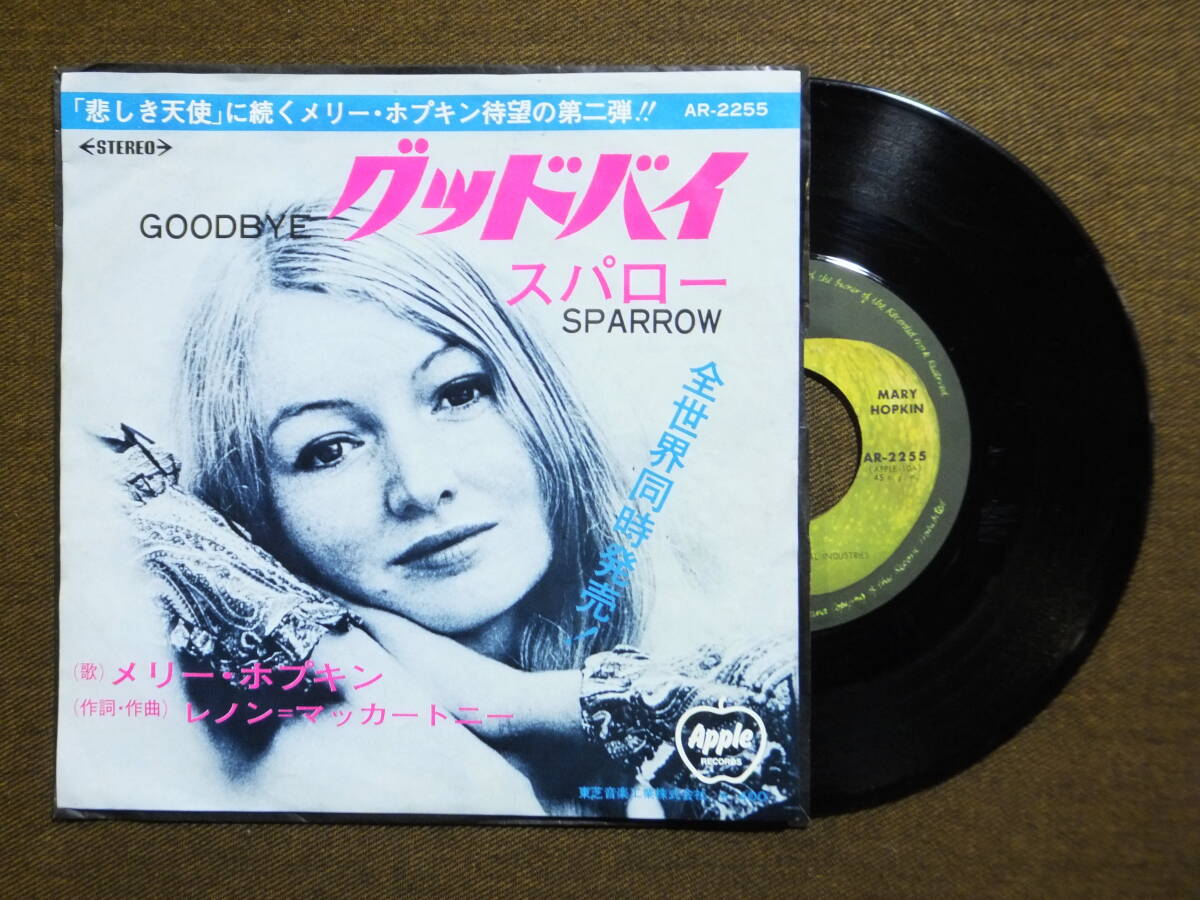 「悲しき天使」に続くメリー・ホプキン待望の第二弾!! AR-2255
STEREO
グッドバイ
GOODBYE
スパロー
SPARROW
全世界同時発売!
(歌) メリー・ホプキン
(作詞・作曲) レノン=マッカートニー
Apple
RECORDS
東芝音楽工業株式会社
MARY
HOPKIN
AR-2255
(APPLE-10A)
45
INDUSTRIES